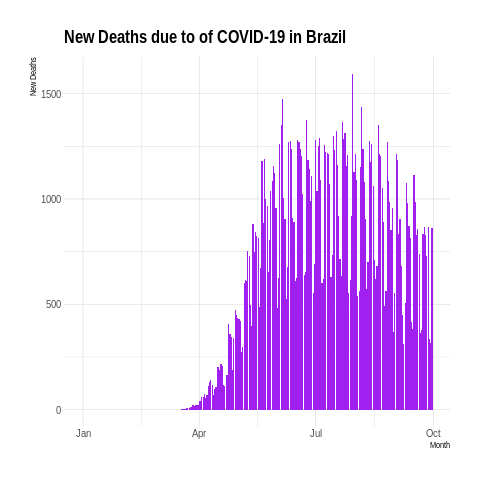 New Deaths due to of COVID-19 in Brazil
New Deaths
1500
1000
500
0
Jan
Apr
Jul
Oct
Month